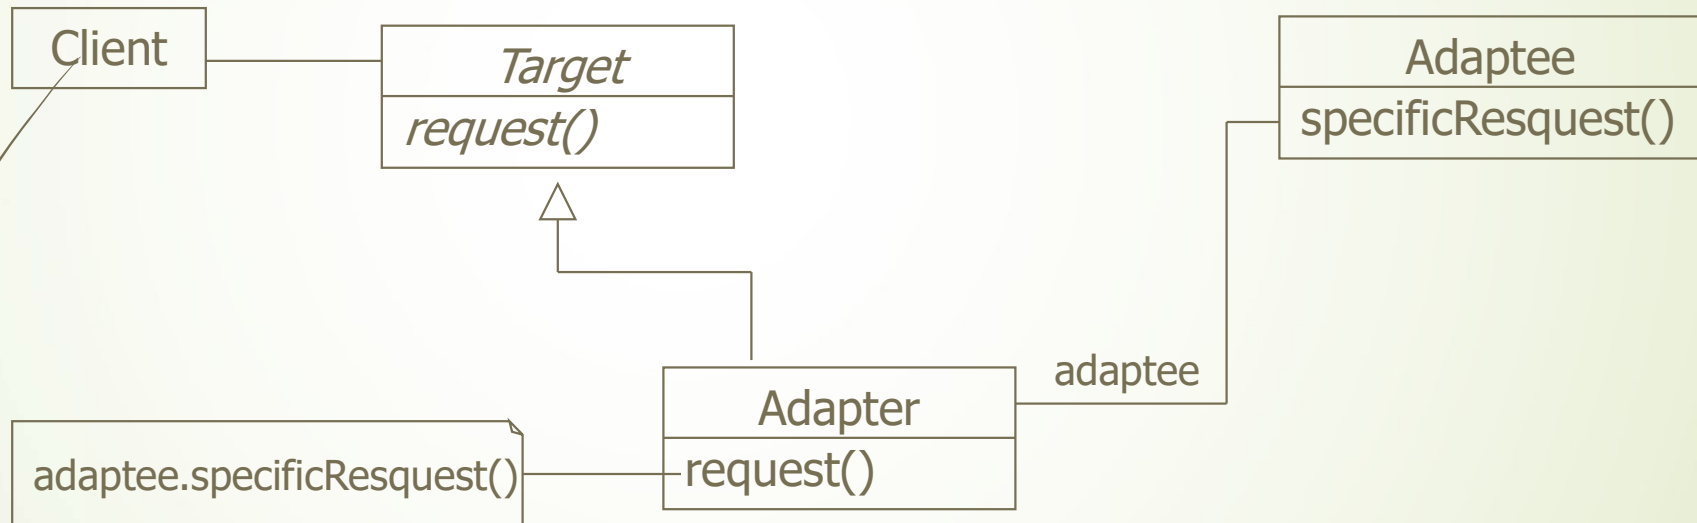 Client
Target
request()
Adaptee
specificResquest()
adaptee
Adapter
request()
adaptee.specificResquest()